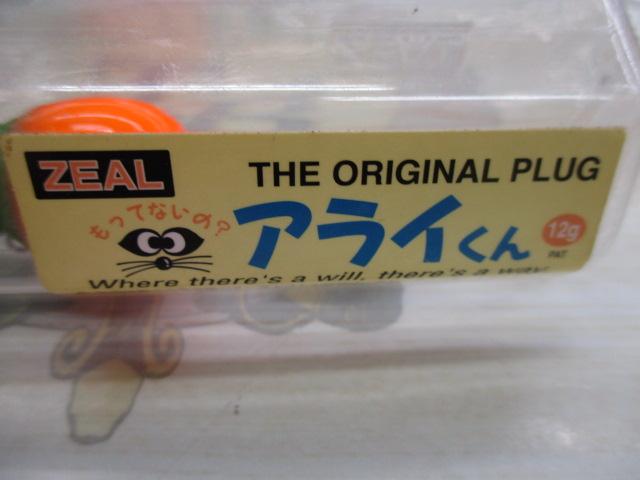 ZEAL
THE ORIGINAL PLUG
もってないの?
アライくん
12g
PAT
Where there's a will, there's a way